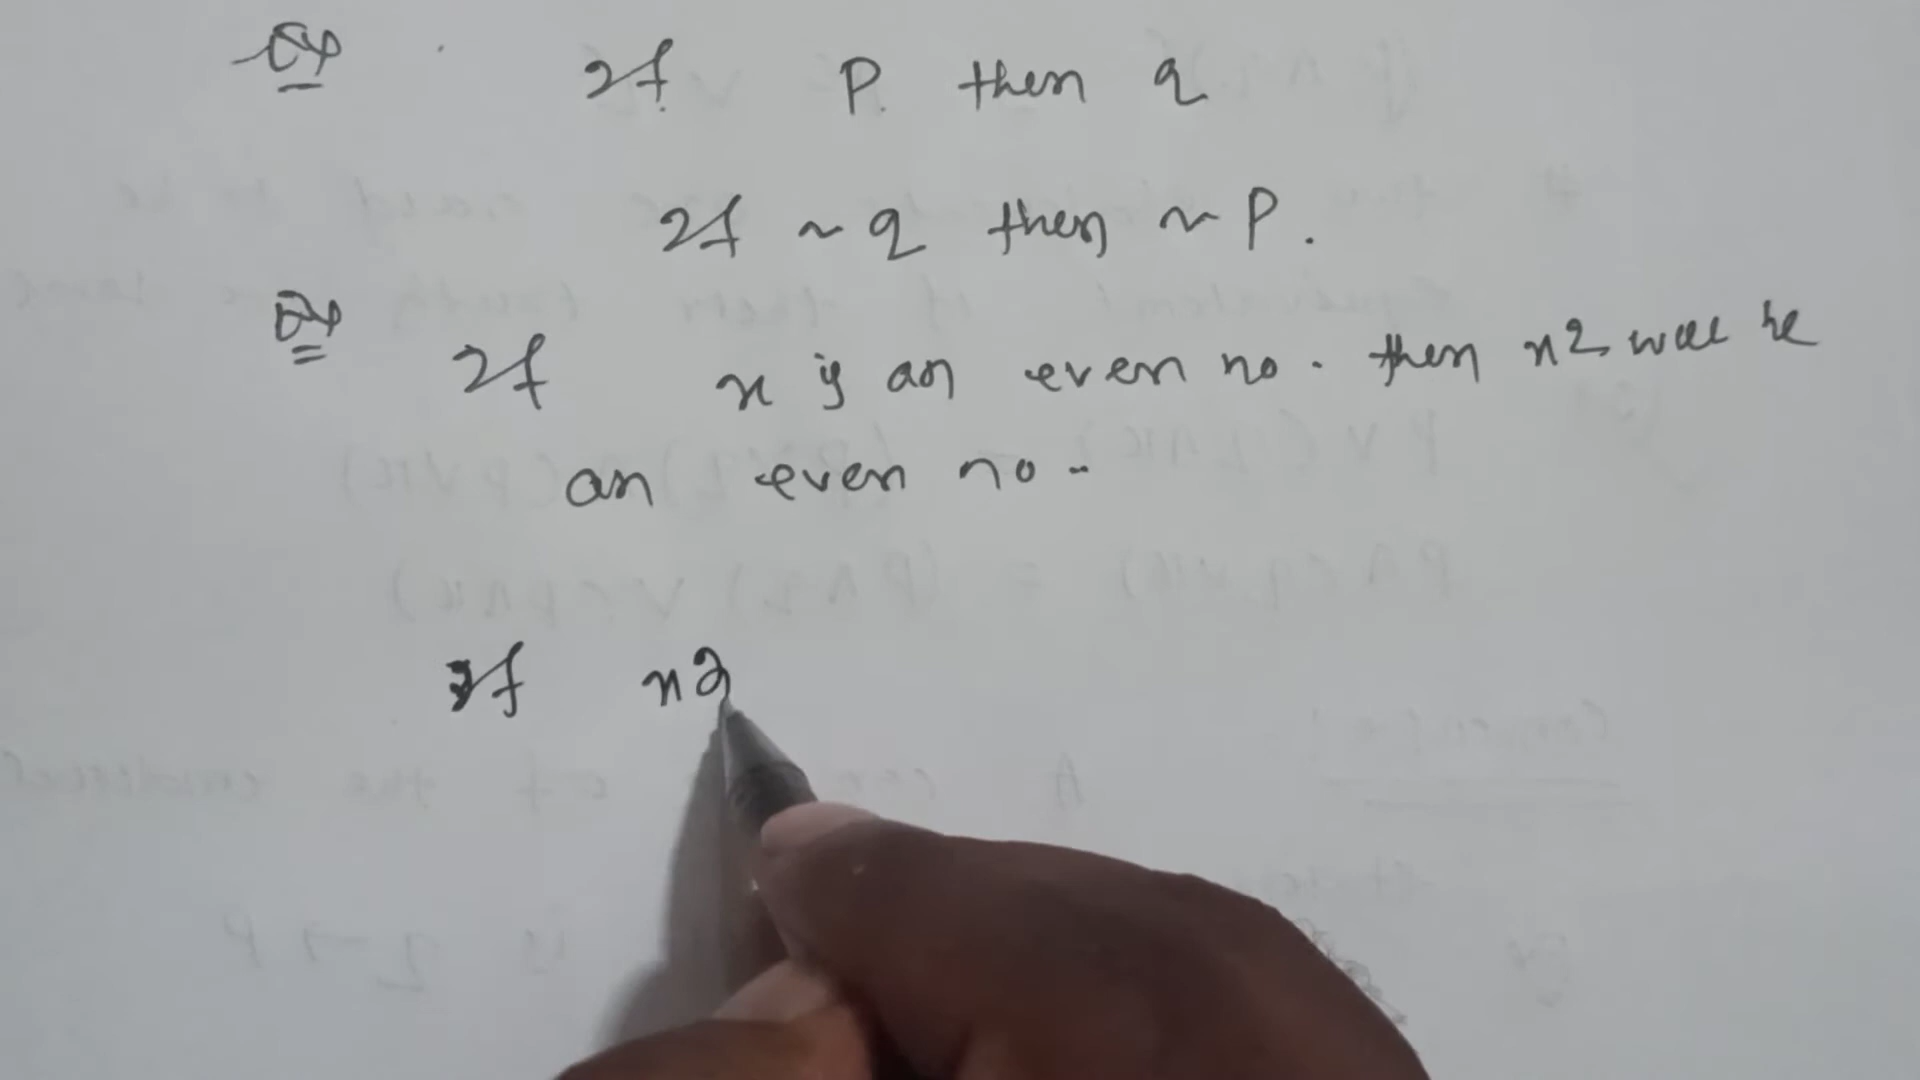 Ex If P then q
If ~ q then ~ P.
Ex If x is an even no. then x2 will be
an even no.
If x2